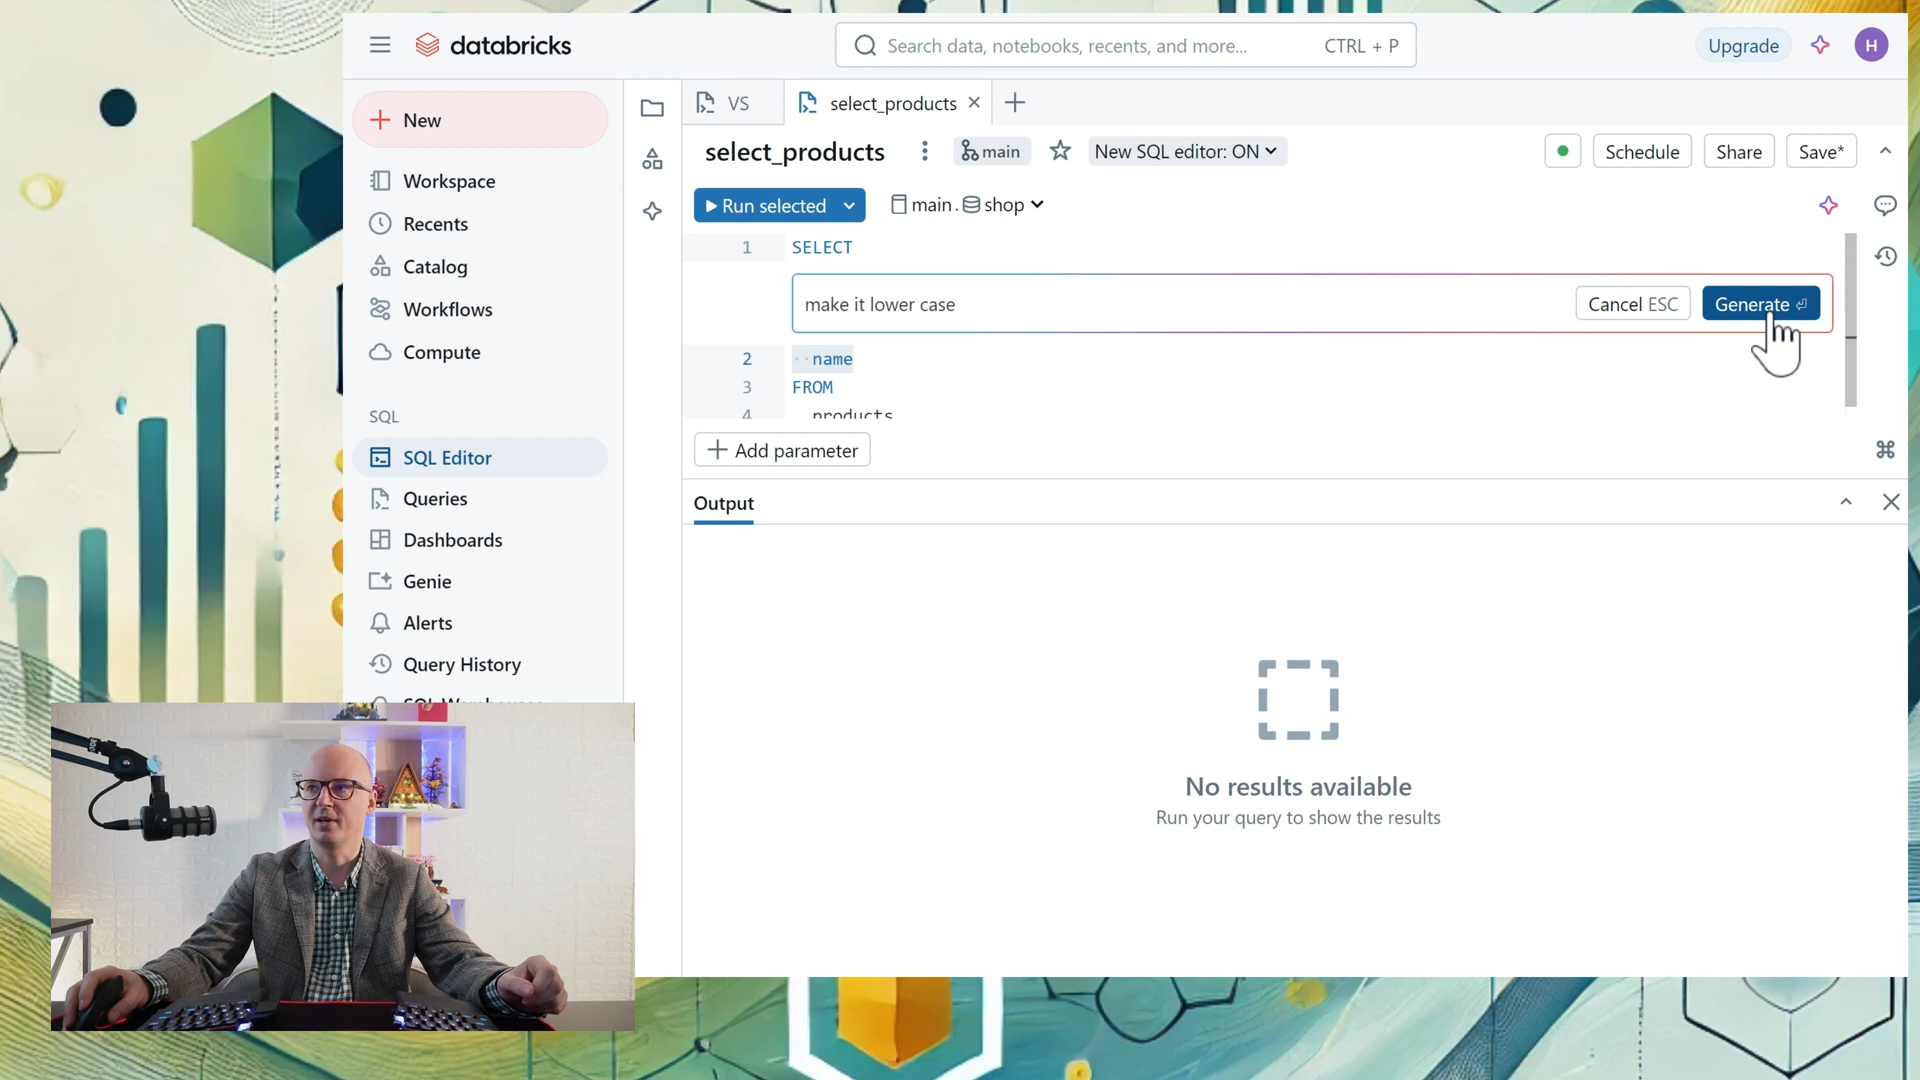 databricks
Search data, notebooks, recents, and more...
CTRL + P
Upgrade
H
New
Workspace
Recents
Catalog
Workflows
Compute
SQL
SQL Editor
Queries
Dashboards
Genie
Alerts
Query History
VS
select_products
select_products
main
New SQL editor: ON
Schedule
Share
Save*
Run selected
main.
shop
1 SELECT
make it lower case
Cancel ESC
Generate
2 name
3 FROM
4 products
Add parameter
Output
No results available
Run your query to show the results